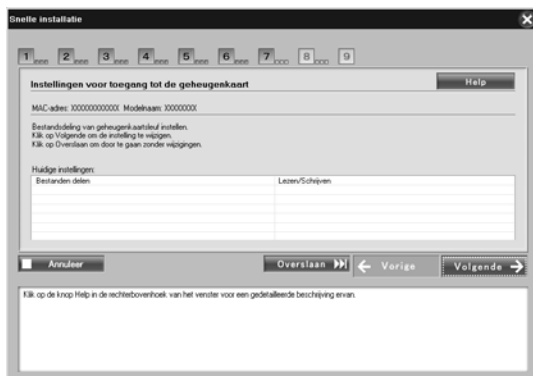 Snelle installatie
1 2 3 4 5 6 7 8 9
Instellingen voor toegang tot de geheugenkaart
Help
MAC-adres: XXXXXXXXXXXX Modelnaam: XXXXXXXX
Bestandsdeling van geheugenkaartsleuf instellen.
Klik op Volgende om de instelling te wijzigen.
Klik op Overslaan om door te gaan zonder wijzigingen.
Huidige instellingen:
Bestanden delen Lezen/Schrijven
Annuleer Overslaan Vorige Volgende
Klik op de knop Help in de rechterbovenhoek van het venster voor een gedetailleerde beschrijving ervan.